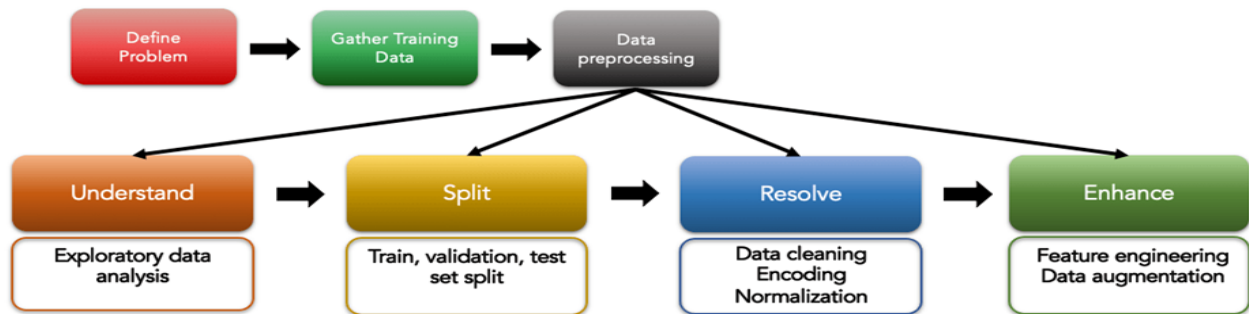 Define
Problem
Gather Training
Data
Data
preprocessing
Understand
Split
Resolve
Enhance
Exploratory data
analysis
Train, validation, test
set split
Data cleaning
Encoding
Normalization
Feature engineering
Data augmentation